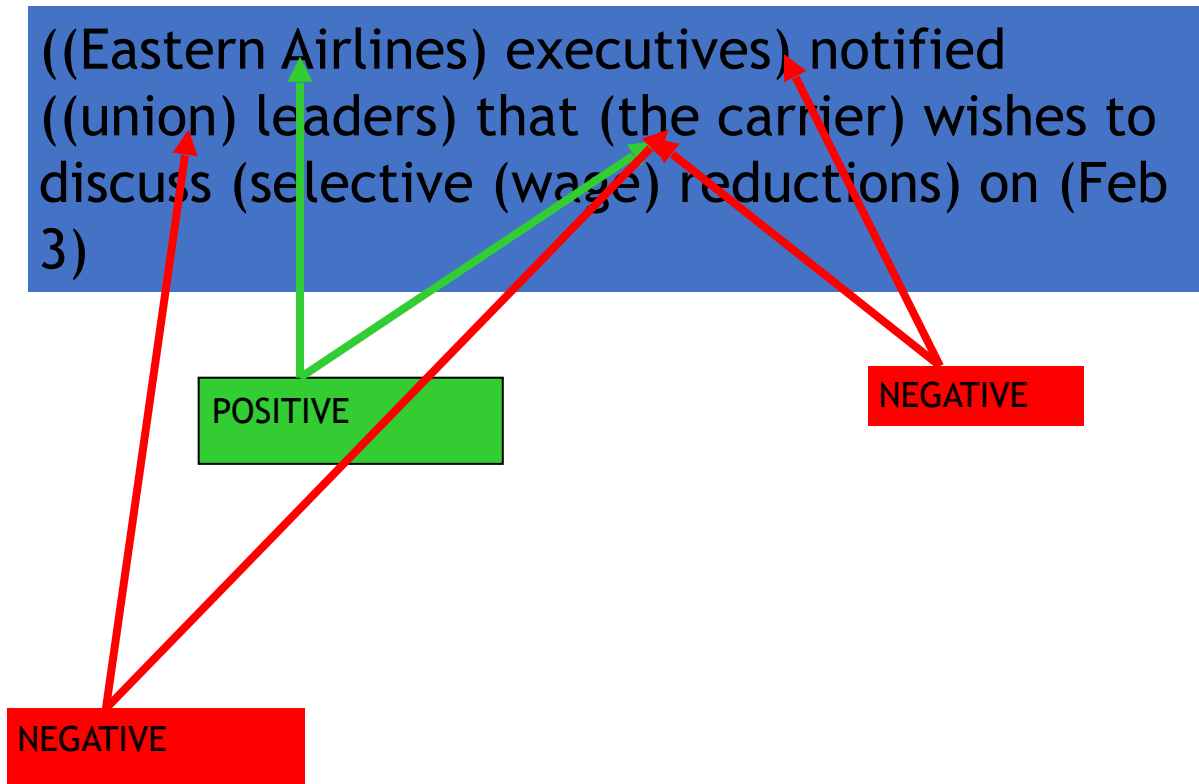 ((Eastern Airlines) executives) notified
((union) leaders) that (the carrier) wishes to
discuss (selective (wage) reductions) on (Feb
3)
POSITIVE
NEGATIVE
NEGATIVE